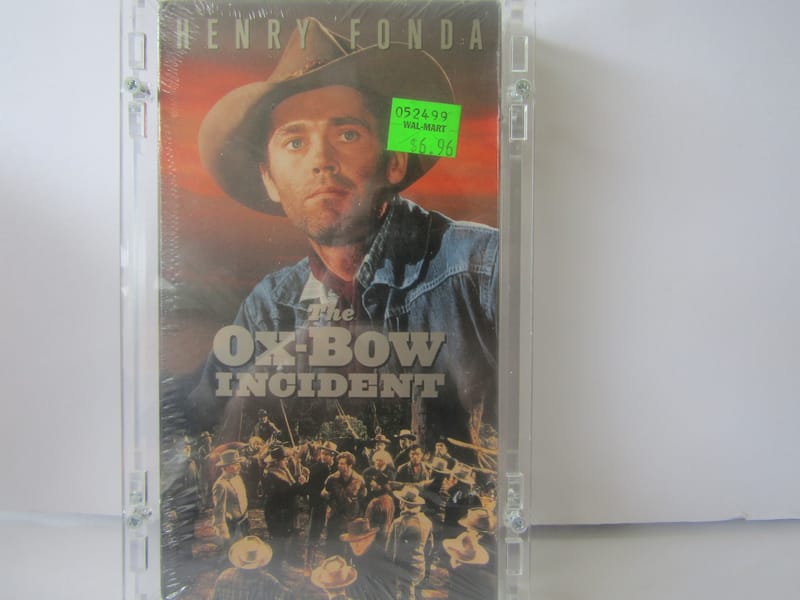 HENRY FONDA
052499
WAL-MART
$6.96
The
OX-BOW
INCIDENT